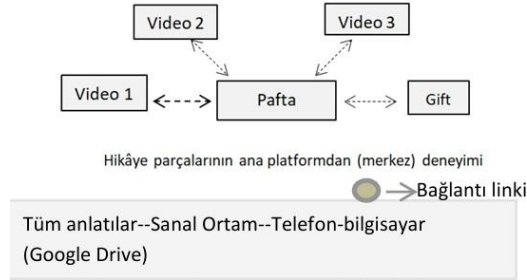 Video 2
Video 3
Video 1
Pafta
Gift
Hikâye parçalarının ana platformdan (merkez) deneyimi
Bağlantı linki
Tüm anlatılar--Sanal Ortam--Telefon-bilgisayar
(Google Drive)